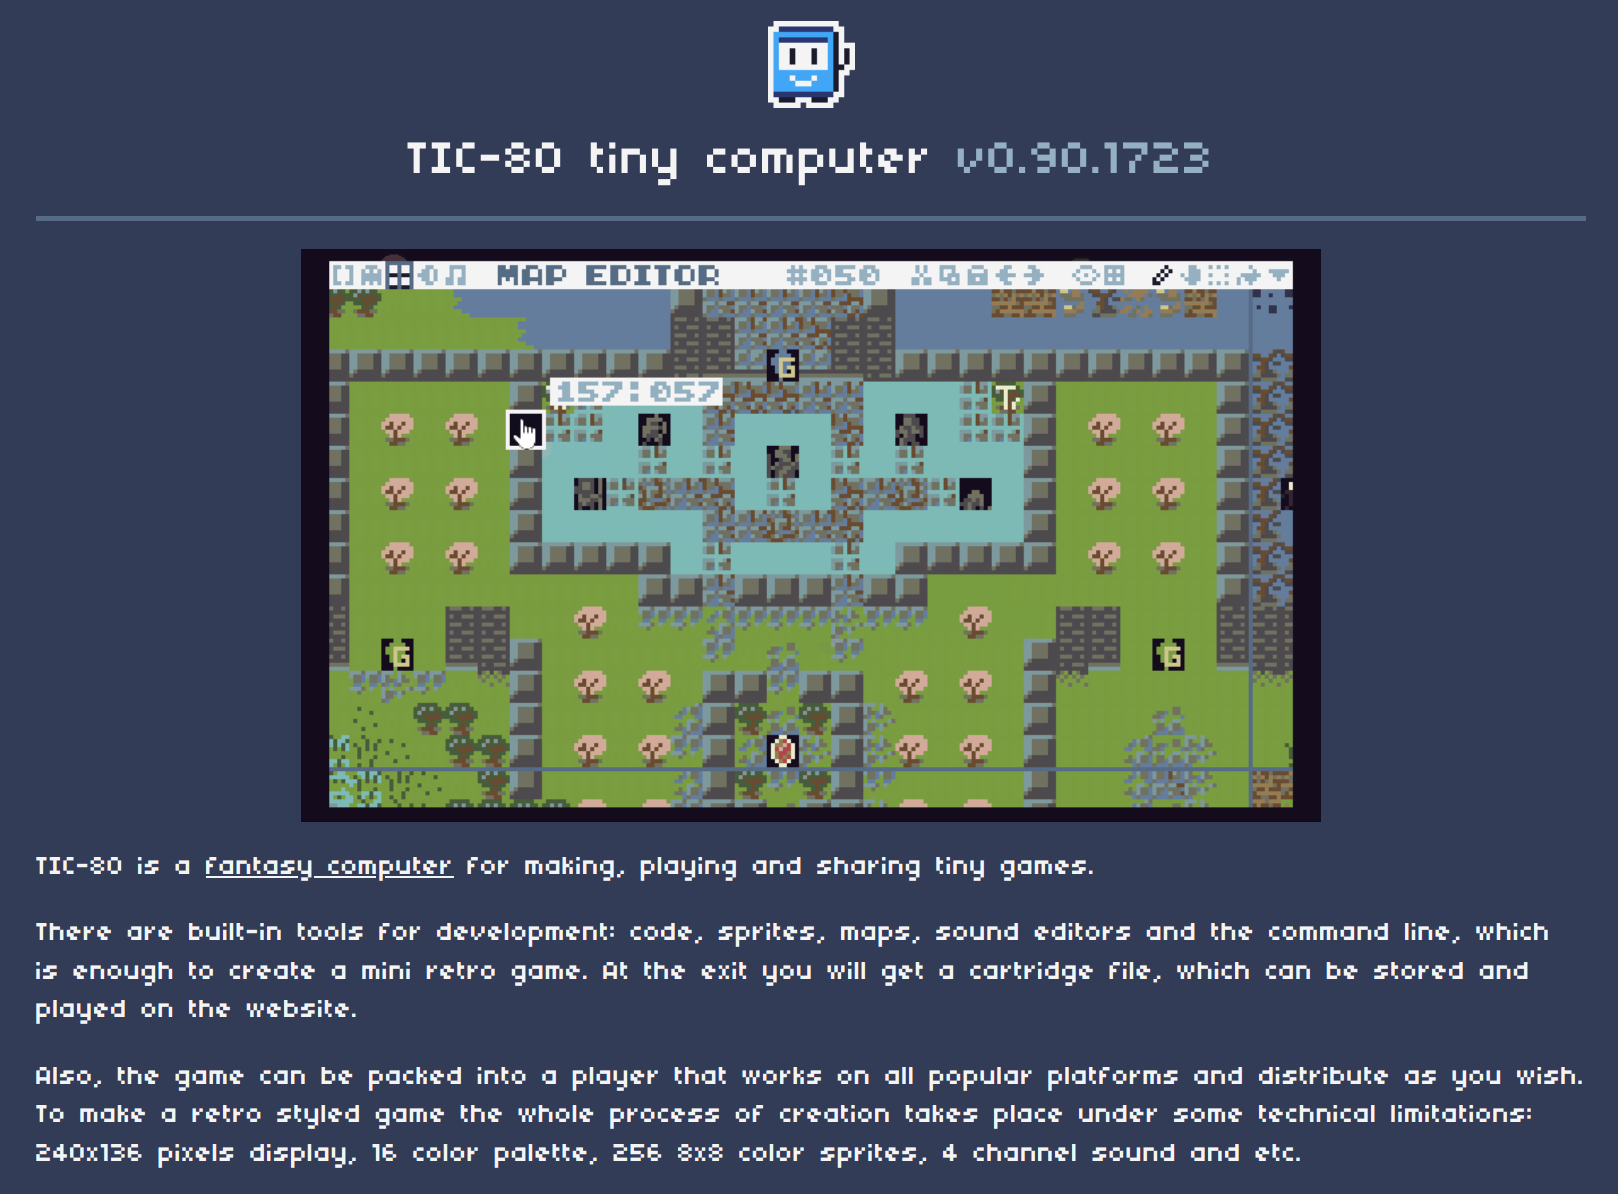 TIC-80 tiny computer v0.90.1723
MAP EDITOR #050
G
157:057
T
G G
TIC-80 is a fantasy computer for making, playing and sharing tiny games.
There are built-in tools for development: code, sprites, maps, sound editors and the command line, which
is enough to create a mini retro game. At the exit you will get a cartridge file, which can be stored and
played on the website.
Also, the game can be packed into a player that works on all popular platforms and distribute as you wish.
To make a retro styled game the whole process of creation takes place under some technical limitations:
240x136 pixels display, 16 color palette, 256 8x8 color sprites, 4 channel sound and etc.